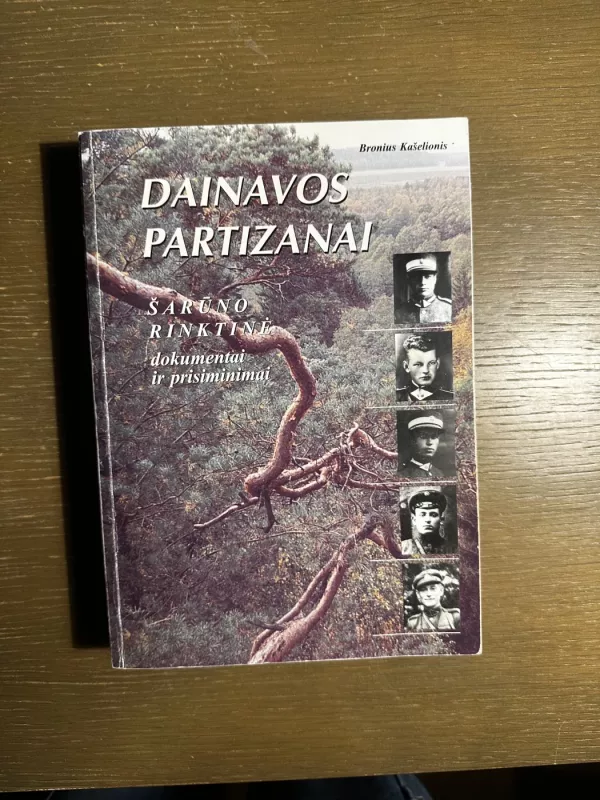 Bronius Kašelionis
DAINAVOS
PARTIZANAI
ŠARŪNO
RINKTINĖ
dokumentai
ir prisiminimai